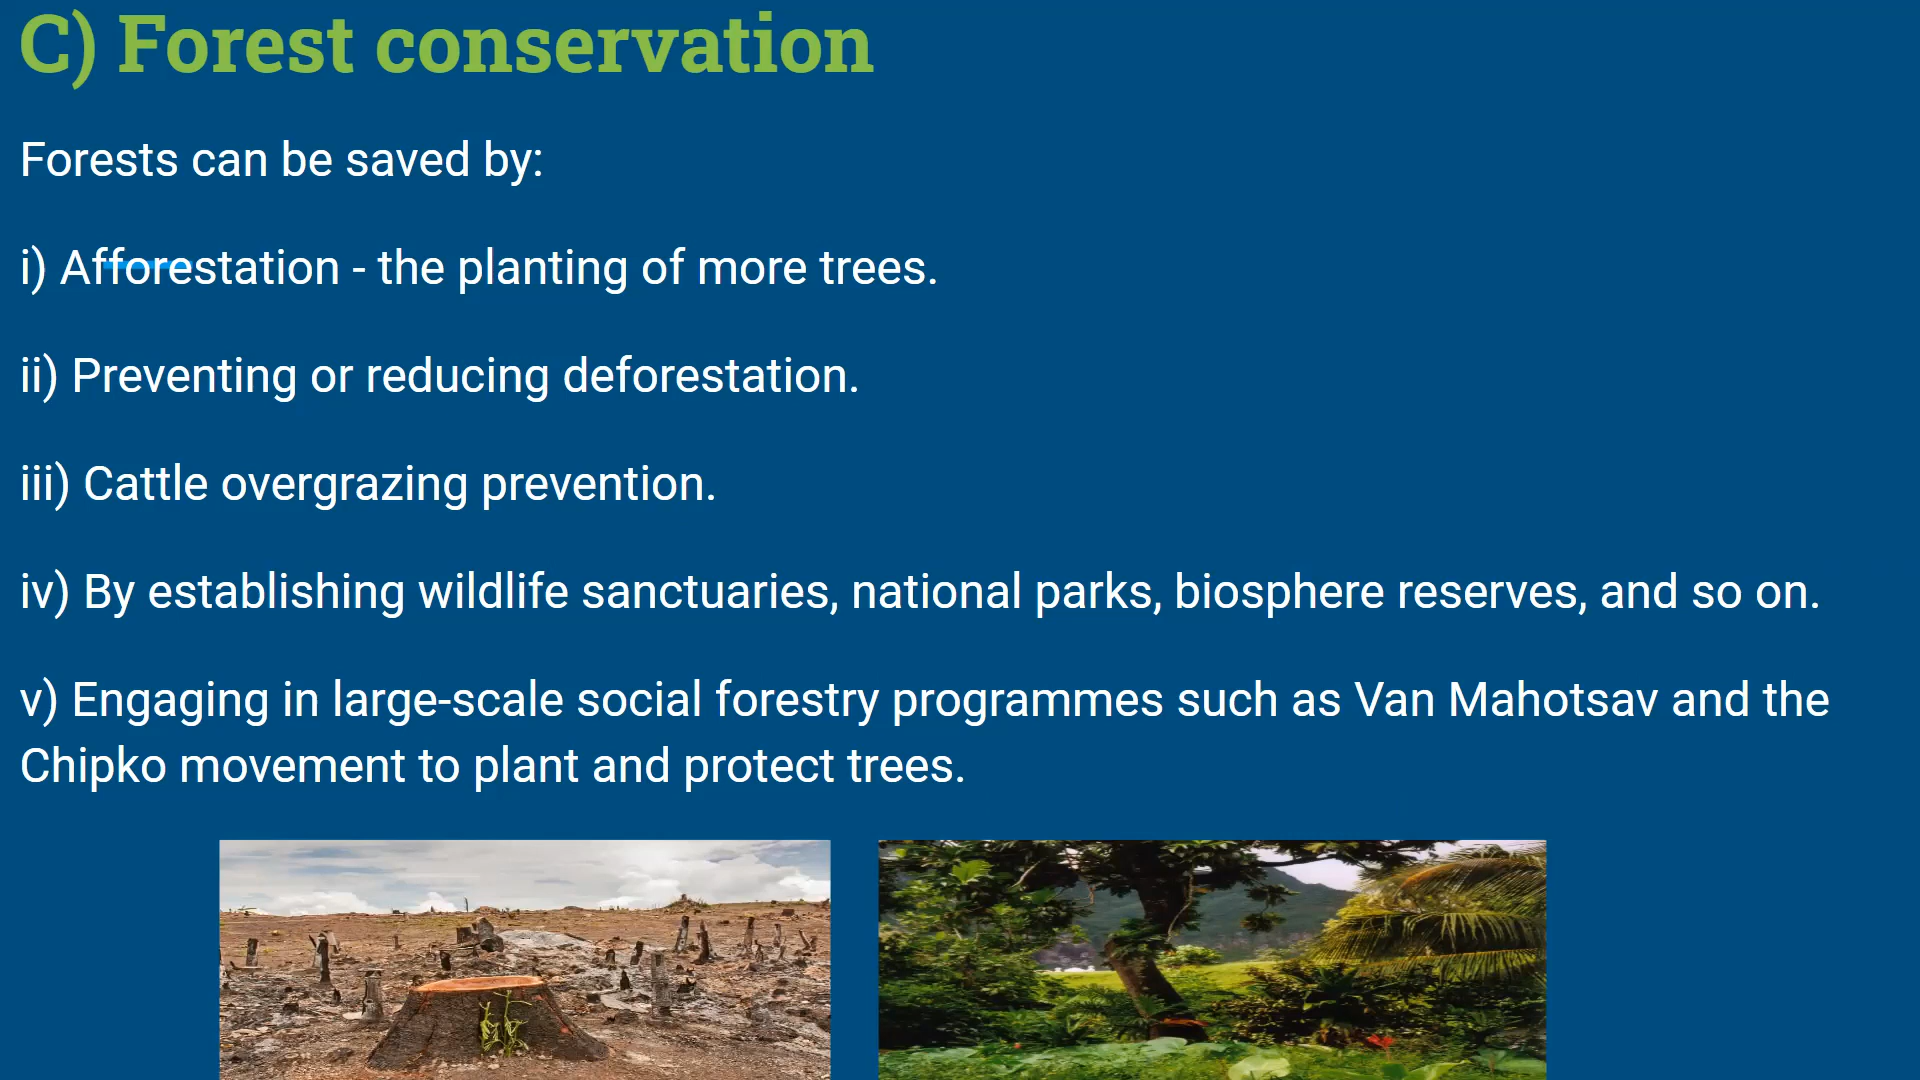 C) Forest conservation
Forests can be saved by:
i) Afforestation - the planting of more trees.
ii) Preventing or reducing deforestation.
iii) Cattle overgrazing prevention.
iv) By establishing wildlife sanctuaries, national parks, biosphere reserves, and so on.
v) Engaging in large-scale social forestry programmes such as Van Mahotsav and the
Chipko movement to plant and protect trees.